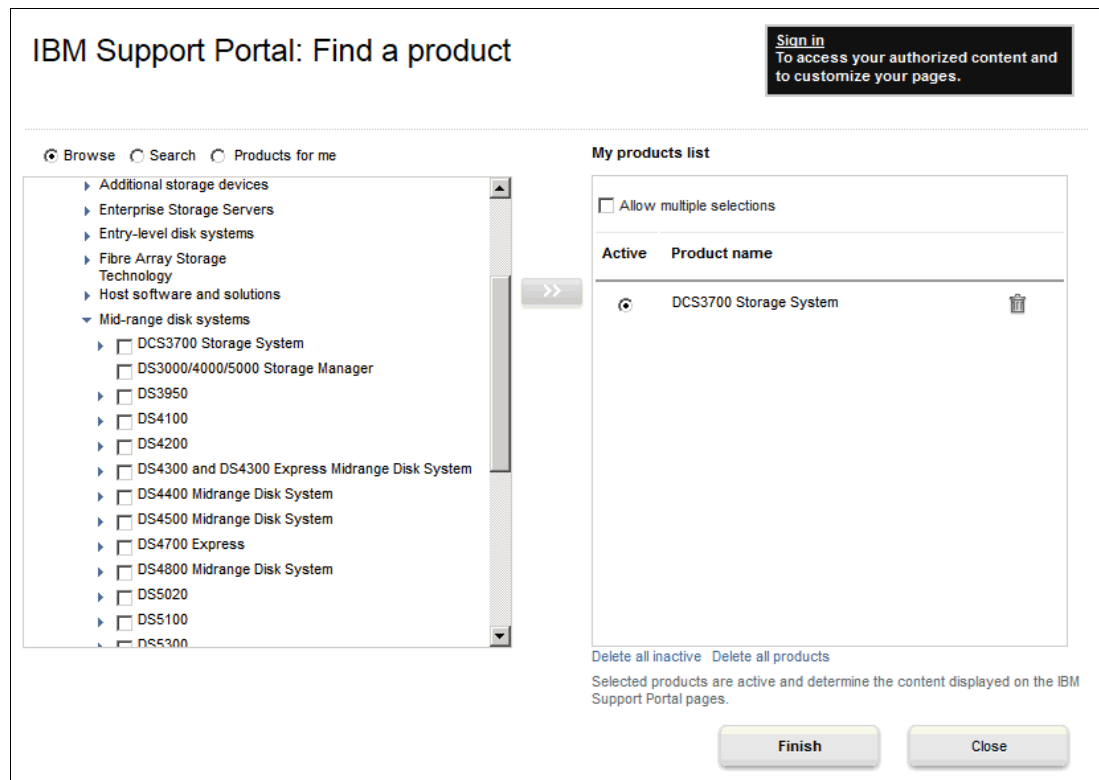 IBM Support Portal: Find a product
Sign in
To access your authorized content and
to customize your pages.
Browse Search Products for me
Additional storage devices
Enterprise Storage Servers
Entry-level disk systems
Fibre Array Storage
Technology
Host software and solutions
Mid-range disk systems
DCS3700 Storage System
DS3000/4000/5000 Storage Manager
DS3950
DS4100
DS4200
DS4300 and DS4300 Express Midrange Disk System
DS4400 Midrange Disk System
DS4500 Midrange Disk System
DS4700 Express
DS4800 Midrange Disk System
DS5020
DS5100
DS5300
>>
My products list
Allow multiple selections
Active Product name
DCS3700 Storage System
Delete all inactive Delete all products
Selected products are active and determine the content displayed on the IBM
Support Portal pages.
Finish Close